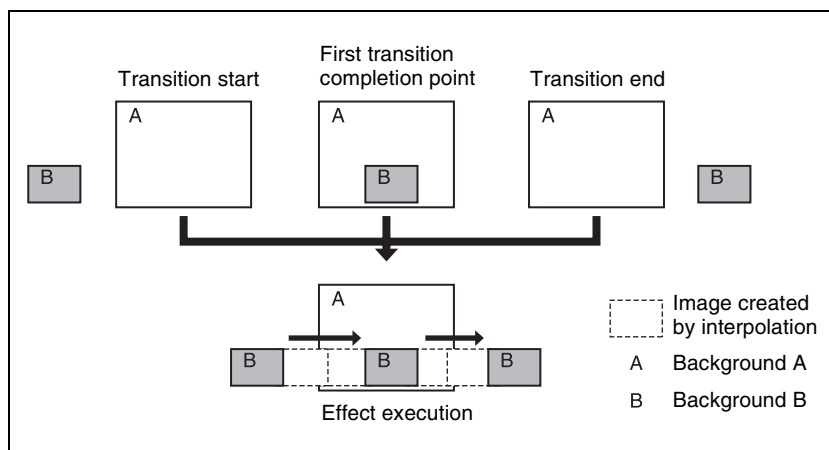 Transition start
First transition
completion point
Transition end
A
A
A
B
B
B
A
B
B
B
Effect execution
Image created
by interpolation
A Background A
B Background B